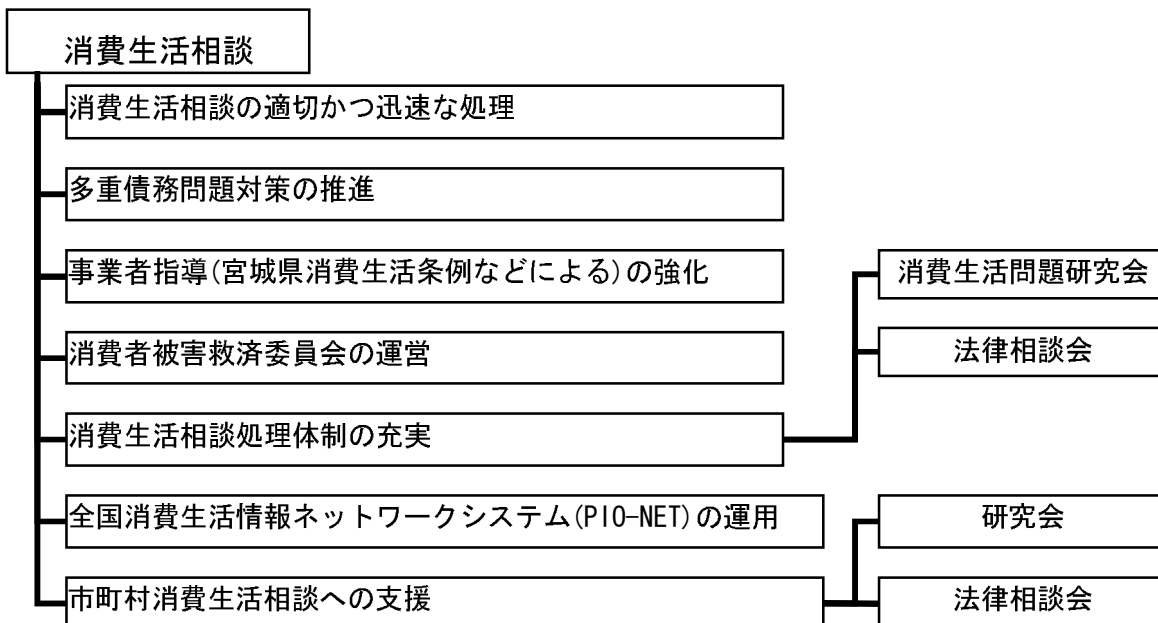 消費生活相談
消費生活相談の適切かつ迅速な処理
多重債務問題対策の推進
事業者指導(宮城県消費生活条例などによる)の強化
消費生活問題研究会
消費者被害救済委員会の運営
法律相談会
消費生活相談処理体制の充実
全国消費生活情報ネットワークシステム(PIO-NET)の運用
研究会
市町村消費生活相談への支援
法律相談会